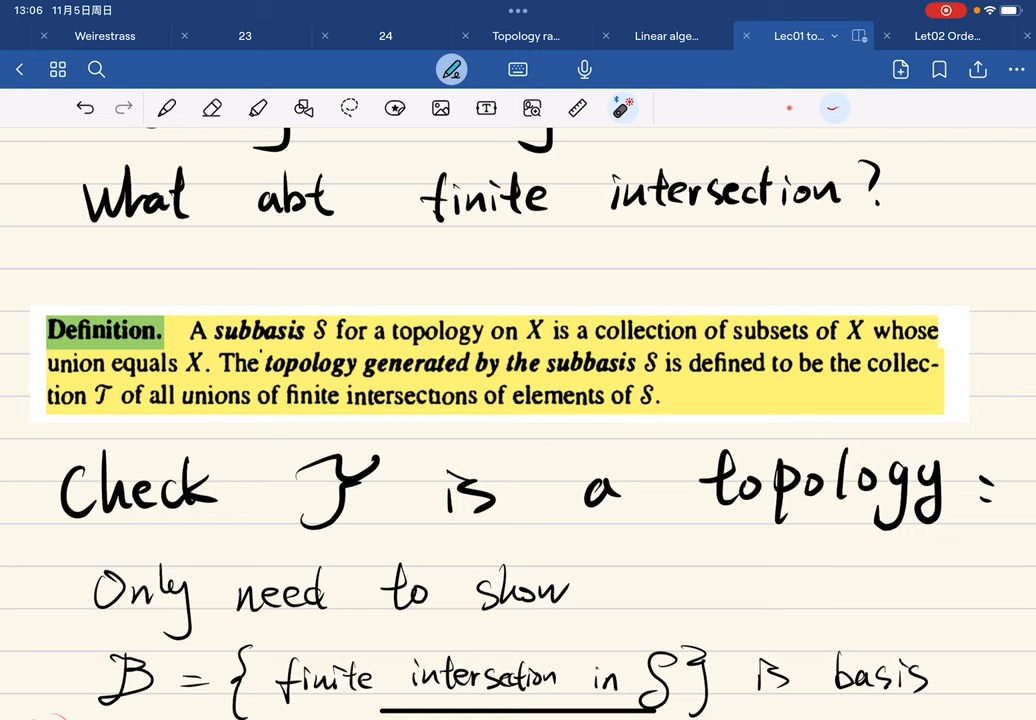 13:06 11月5日周日
Weirestrass
23
24
Topology ra...
Linear alge...
Lec01 to...
Let02 Orde...
What abt finite intersection?
Definition. A subbasis S for a topology on X is a collection of subsets of X whose
union equals X. The topology generated by the subbasis S is defined to be the collec-
tion T of all unions of finite intersections of elements of S.
Check T is a topology:
Only need to show
B = { finite intersection in S } is basis